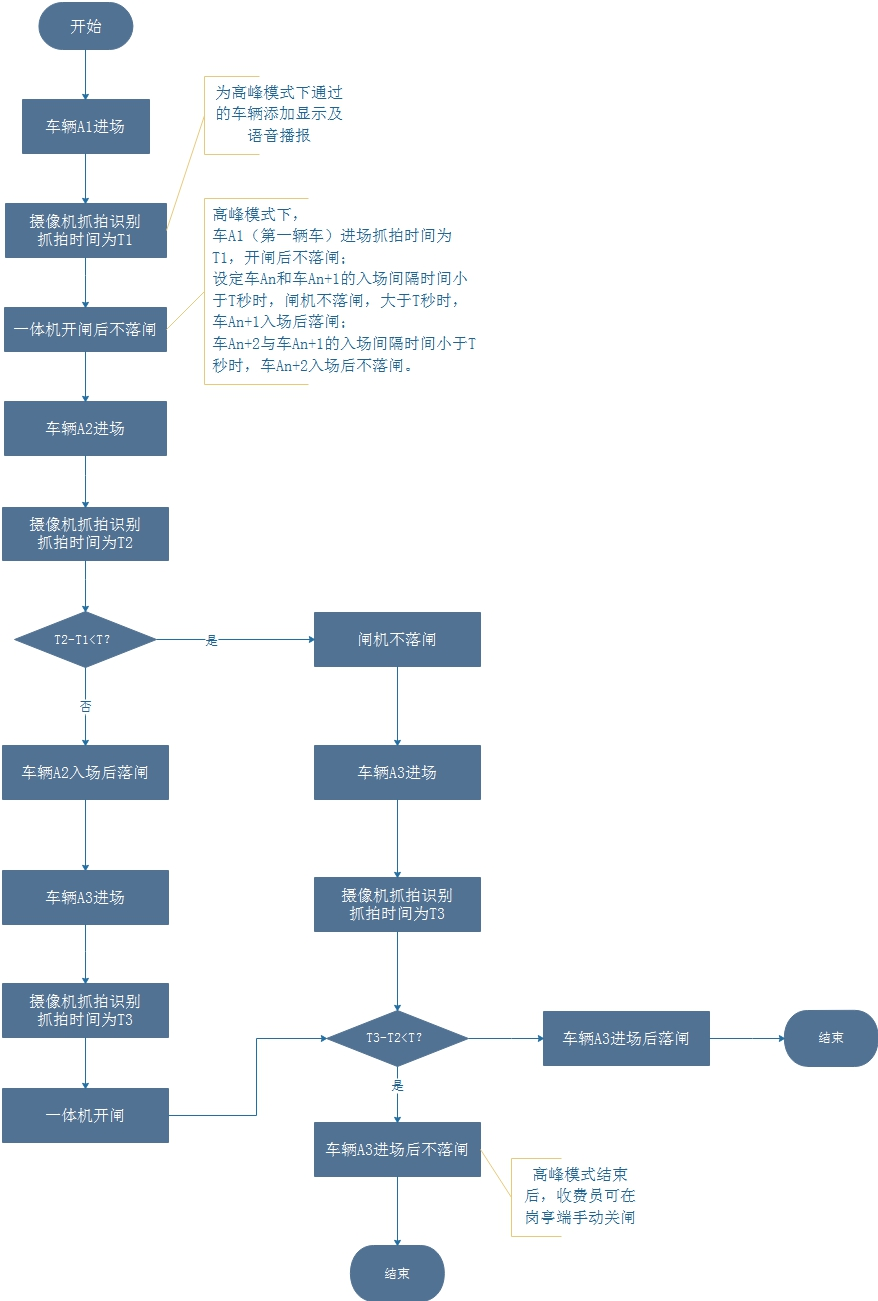 开始
车辆A1进场
为高峰模式下通过
的车辆添加显示及
语音播报
摄像机抓拍识别
抓拍时间为T1
高峰模式下，
车A1（第一辆车）进场抓拍时间为
T1，开闸后不落闸；
设定车An和车An+1的入场间隔时间小
于T秒时，闸机不落闸，大于T秒时，
车An+1入场后落闸；
车An+2与车An+1的入场间隔时间小于T
秒时，车An+2入场后不落闸。
一体机开闸后不落闸
车辆A2进场
摄像机抓拍识别
抓拍时间为T2
T2-T1<T?
是
闸机不落闸
否
车辆A2入场后落闸
车辆A3进场
车辆A3进场
摄像机抓拍识别
抓拍时间为T3
摄像机抓拍识别
抓拍时间为T3
T3-T2<T?
车辆A3进场后落闸
结束
一体机开闸
是
车辆A3进场后不落闸
高峰模式结束
后，收费员可在
岗亭端手动关闸
结束